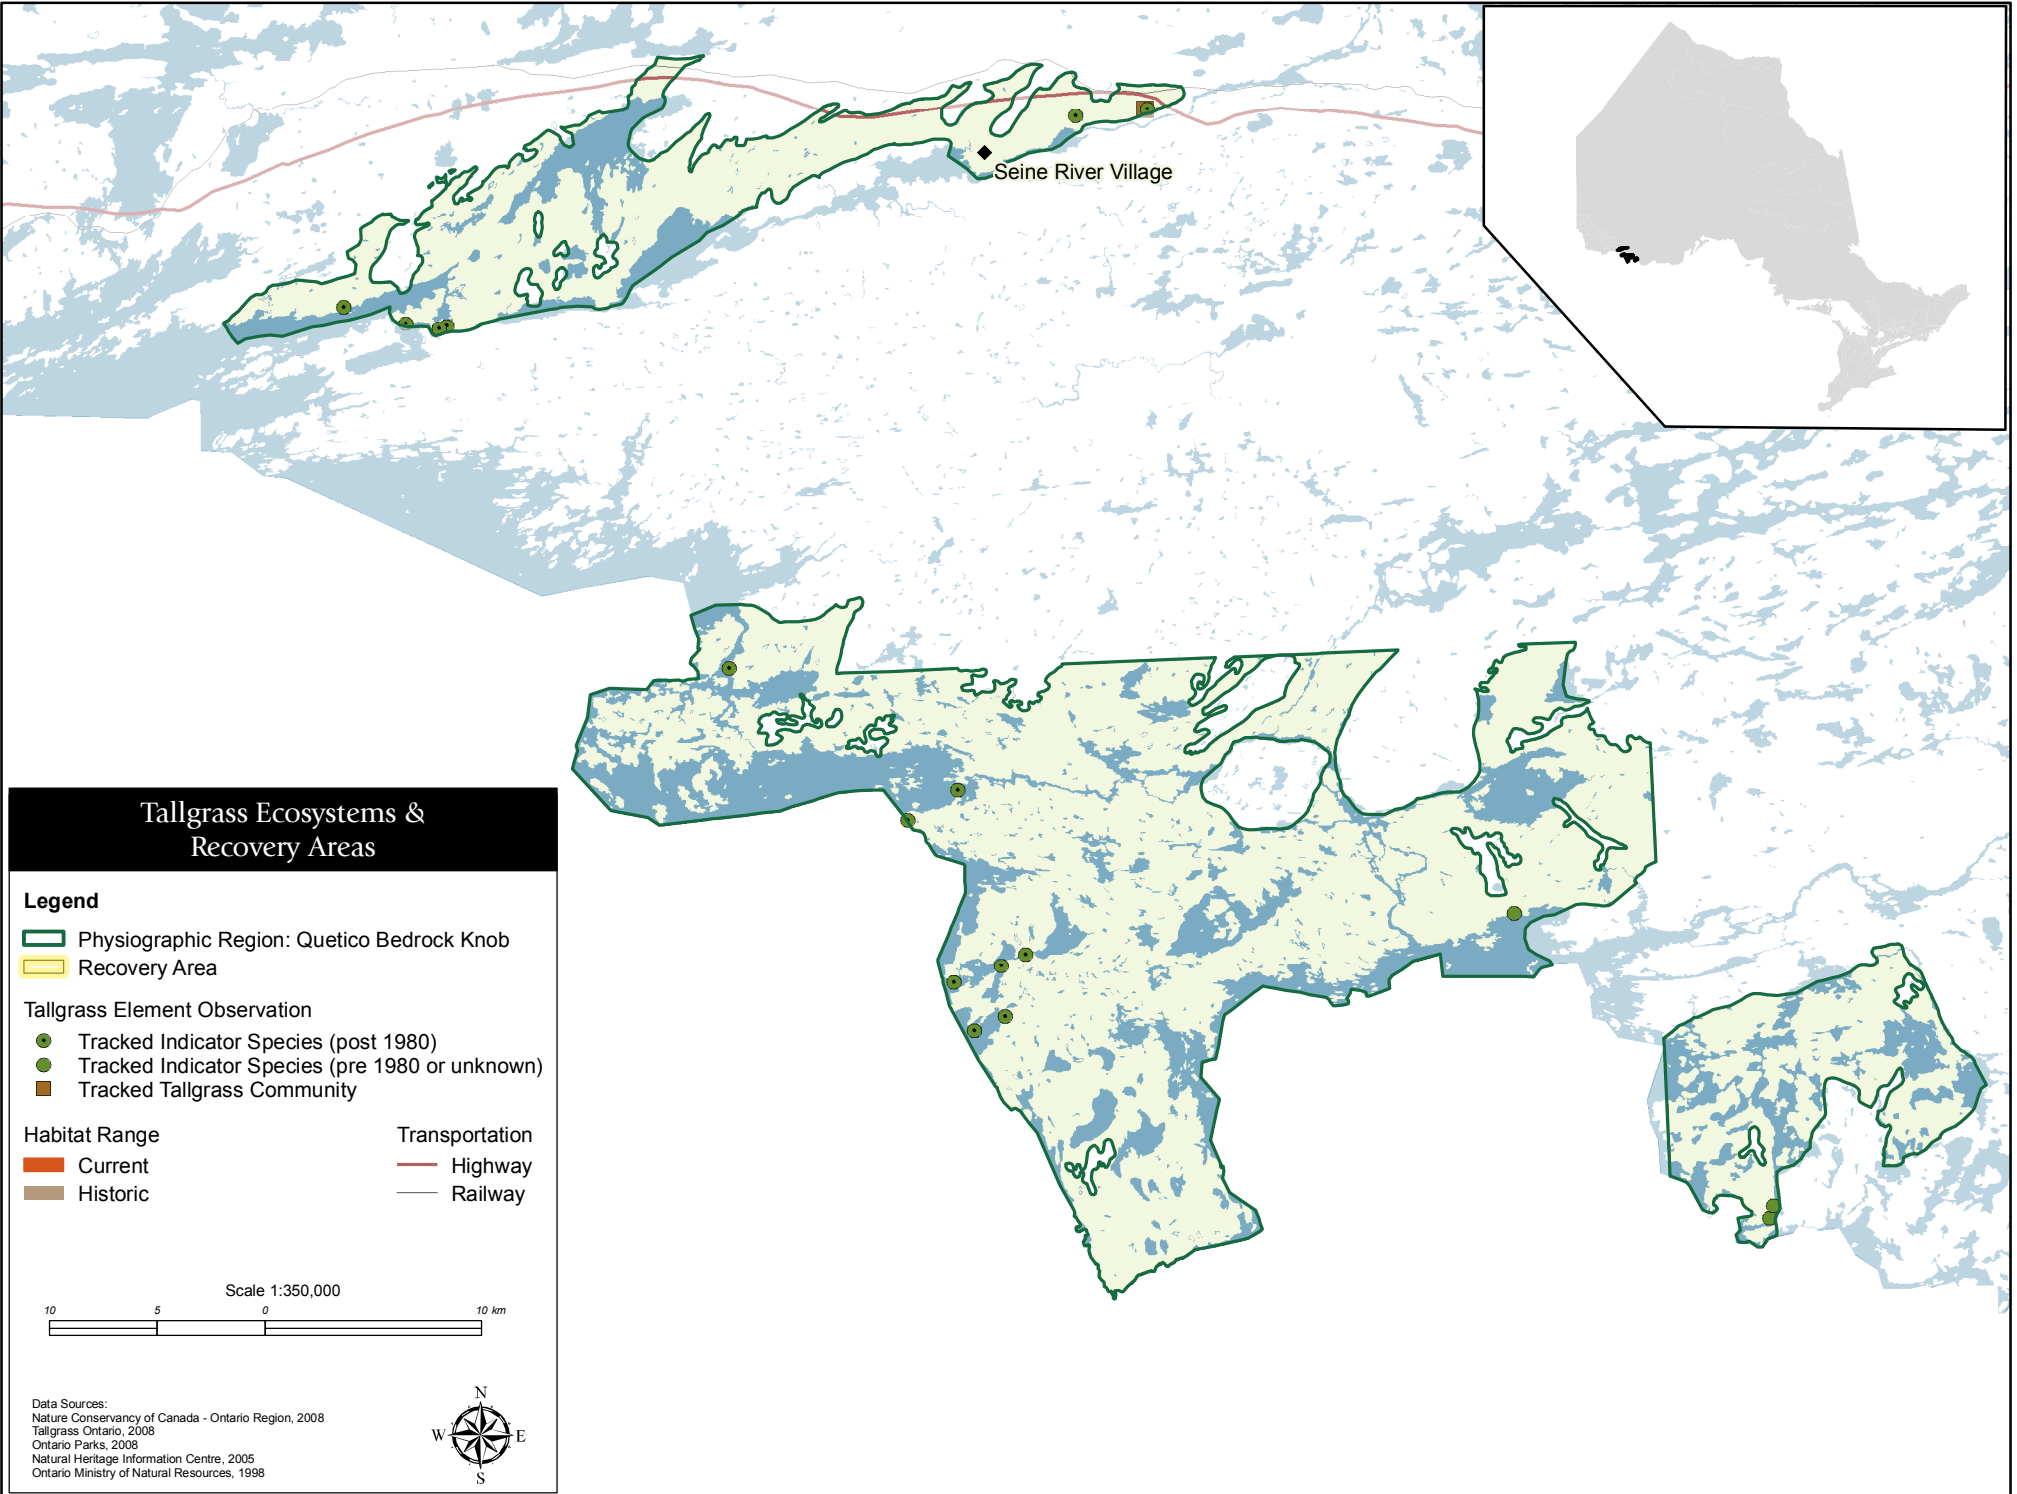 Seine River Village
Tallgrass Ecosystems &
Recovery Areas
Legend
Physiographic Region: Quetico Bedrock Knob
Recovery Area
Tallgrass Element Observation
Tracked Indicator Species (post 1980)
Tracked Indicator Species (pre 1980 or unknown)
Tracked Tallgrass Community
Habitat Range
Current
Historic
Transportation
Highway
Railway
Scale 1:350,000
10 5 0 10 km
Data Sources:
Nature Conservancy of Canada - Ontario Region, 2008
Tallgrass Ontario, 2008
Ontario Parks, 2008
Natural Heritage Information Centre, 2005
Ontario Ministry of Natural Resources, 1998
N
W E
S